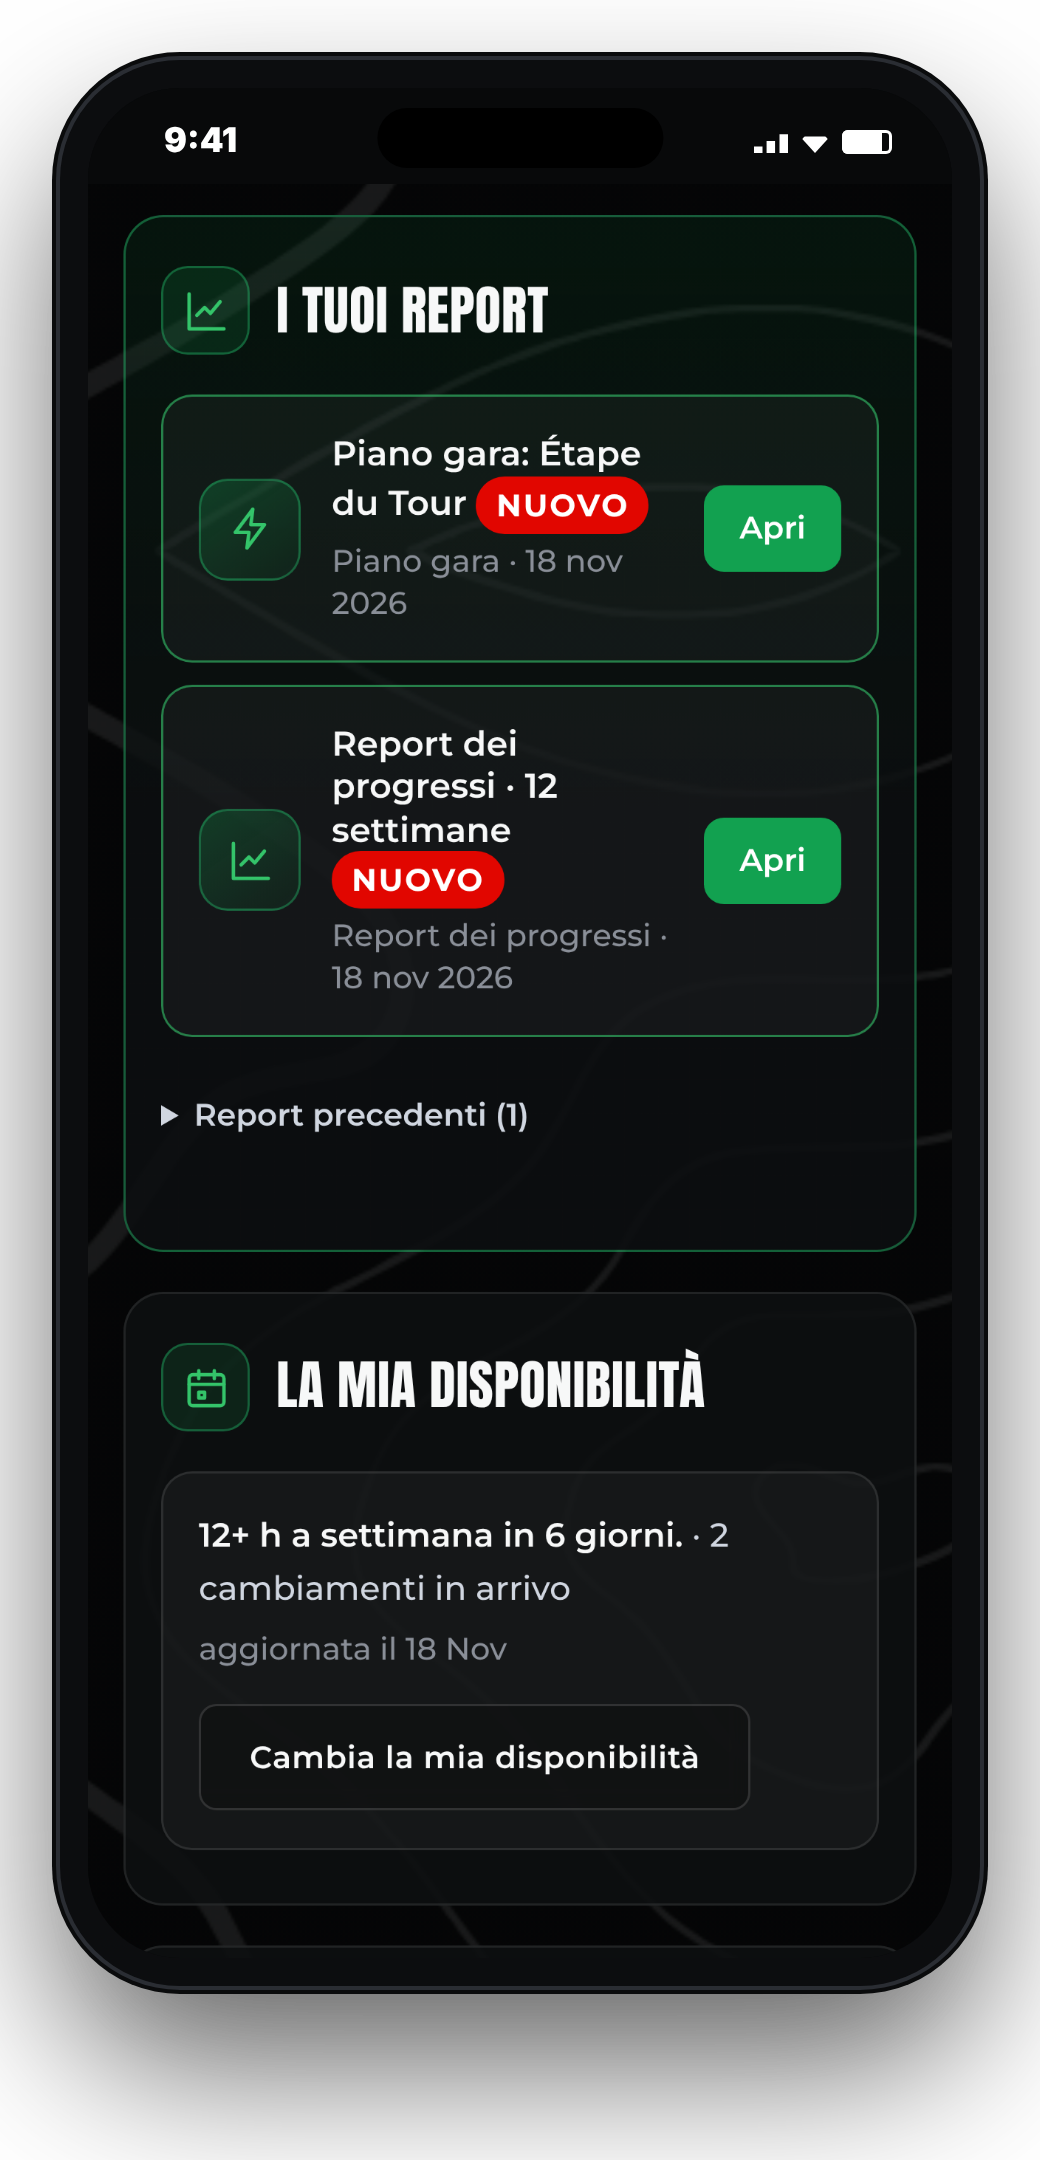 9:41
I TUOI REPORT
Piano gara: Étape
du Tour NUOVO
Piano gara · 18 nov
2026
Apri
Report dei
progressi · 12
settimane
NUOVO
Report dei progressi ·
18 nov 2026
Apri
▶ Report precedenti (1)
LA MIA DISPONIBILITÀ
12+ h a settimana in 6 giorni. · 2
cambiamenti in arrivo
aggiornata il 18 Nov
Cambia la mia disponibilità